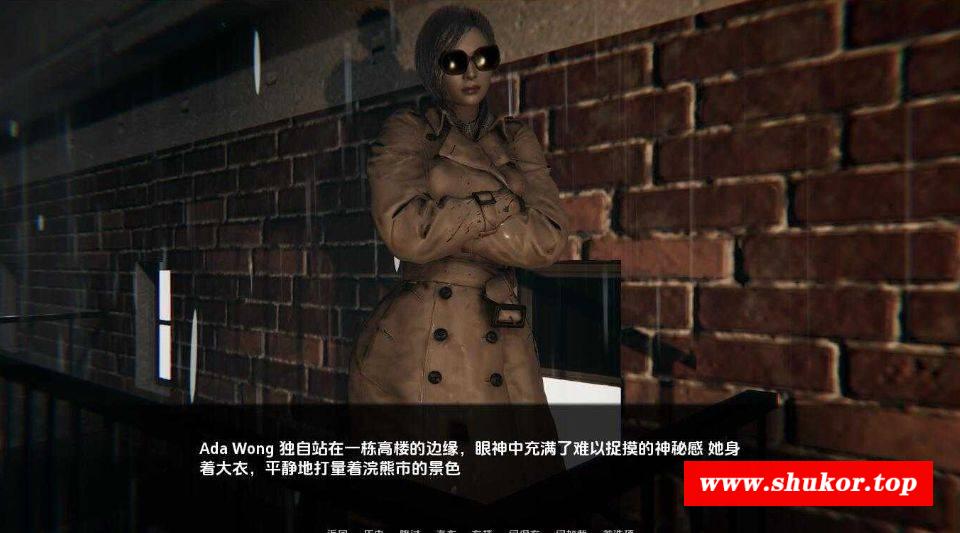 Ada Wong 独自站在一栋高楼的边缘，眼神中充满了难以捉摸的神秘感 她身
着大衣，平静地打量着浣熊市的景色
www.shukor.top